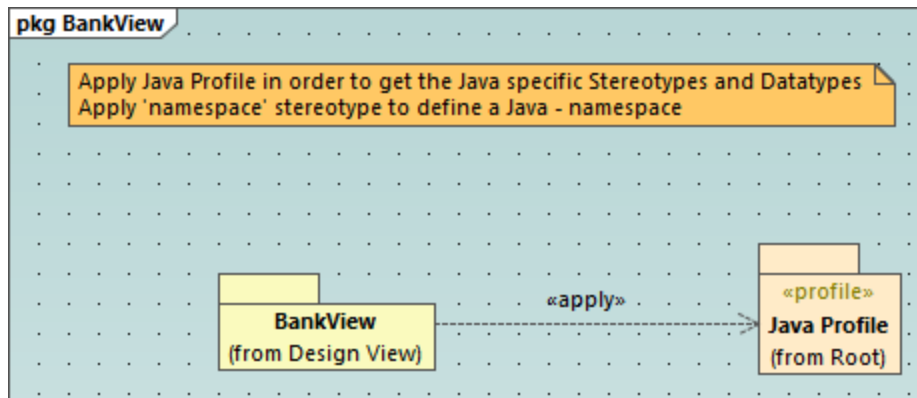 pkg BankView
Apply Java Profile in order to get the Java specific Stereotypes and Datatypes
Apply 'namespace' stereotype to define a Java - namespace
«apply»
BankView
(from Design View)
«profile»
Java Profile
(from Root)